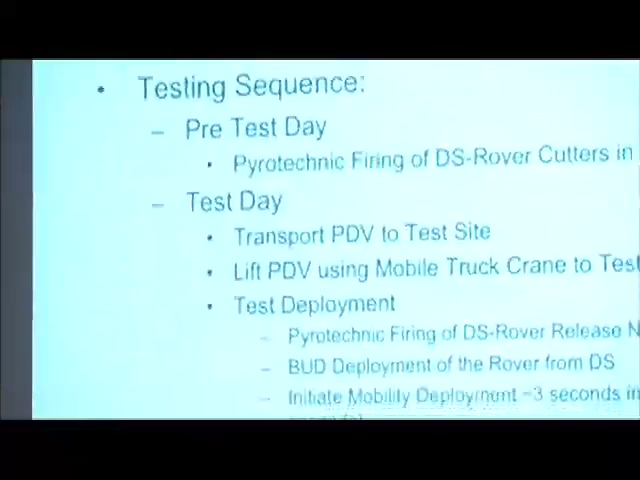 • Testing Sequence:
– Pre Test Day
• Pyrotechnic Firing of DS-Rover Cutters in
– Test Day
• Transport PDV to Test Site
• Lift PDV using Mobile Truck Crane to Test
• Test Deployment
– Pyrotechnic Firing of DS-Rover Release N
– BUD Deployment of the Rover from DS
– Initiate Mobility Deployment ~3 seconds in